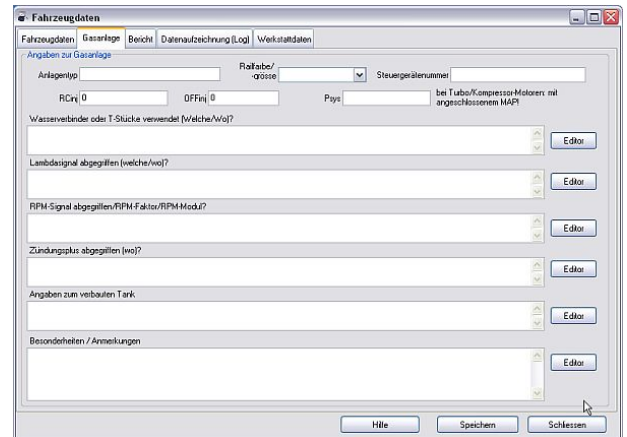 Fahrzeugdaten
Fahrzeugdaten Gasanlage Bericht Datenaufzeichnung (Log) Werkstattdaten
Angaben zur Gasanlage
Anlagentyp Railfarbe/-grösse Steuergerätenummer
RCinj 0 OFFinj 0 Psys bei Turbo/Kompressor-Motoren: mit angeschlossenem MAP!
Wasserverbinder oder T-Stücke verwendet (Welche/Wo)?
Editor
Lambdasignal abgegriffen (welche/wo)?
Editor
RPM-Signal abgegriffen/RPM-Faktor/RPM-Modul?
Editor
Zündungsplus abgegriffen (wo)?
Editor
Angaben zum verbauten Tank
Editor
Besonderheiten / Anmerkungen
Editor
Hilfe Speichern Schliessen